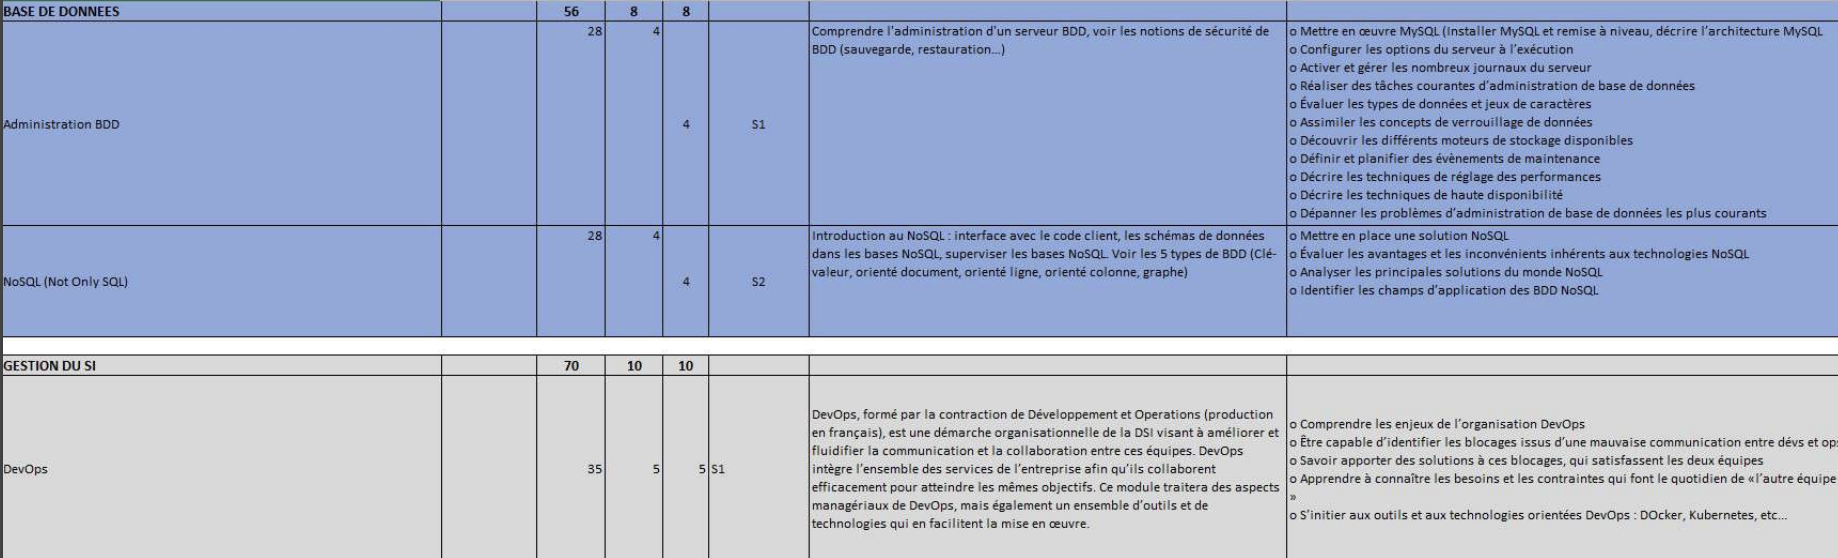 BASE DE DONNEES 56 8 8
Administration BDD 28 4 4 S1
Comprendre l'administration d'un serveur BDD, voir les notions de sécurité de
BDD (sauvegarde, restauration...)
o Mettre en œuvre MySQL (Installer MySQL et remise à niveau, décrire l'architecture MySQL
o Configurer les options du serveur à l'exécution
o Activer et gérer les nombreux journaux du serveur
o Réaliser des tâches courantes d'administration de base de données
o Évaluer les types de données et jeux de caractères
o Assimiler les concepts de verrouillage de données
o Découvrir les différents moteurs de stockage disponibles
o Définir et planifier des évènements de maintenance
o Décrire les techniques de réglage des performances
o Décrire les techniques de haute disponibilité
o Dépanner les problèmes d'administration de base de données les plus courants
NoSQL (Not Only SQL) 28 4 4 S2
Introduction au NoSQL : interface avec le code client, les schémas de données
dans les bases NoSQL, superviser les bases NoSQL. Voir les 5 types de BDD (Clé-
valeur, orienté document, orienté ligne, orienté colonne, graphe)
o Mettre en place une solution NoSQL
o Évaluer les avantages et les inconvénients inhérents aux technologies NoSQL
o Analyser les principales solutions du monde NoSQL
o Identifier les champs d'application des BDD NoSQL
GESTION DU SI 70 10 10
DevOps 35 5 5 S1
DevOps, formé par la contraction de Développement et Operations (production
en français), est une démarche organisationnelle de la DSI visant à améliorer et
fluidifier la communication et la collaboration entre ces équipes. DevOps
intègre l'ensemble des services de l'entreprise afin qu'ils collaborent
efficacement pour atteindre les mêmes objectifs. Ce module traitera des aspects
managériaux de DevOps, mais également un ensemble d'outils et de
technologies qui en facilitent la mise en œuvre.
o Comprendre les enjeux de l'organisation DevOps
o Être capable d'identifier les blocages issus d'une mauvaise communication entre dévs et ops
o Savoir apporter des solutions à ces blocages, qui satisfassent les deux équipes
o Apprendre à connaître les besoins et les contraintes qui font le quotidien de «l'autre équipe
»
o S'initier aux outils et aux technologies orientées DevOps : DOcker, Kubernetes, etc...